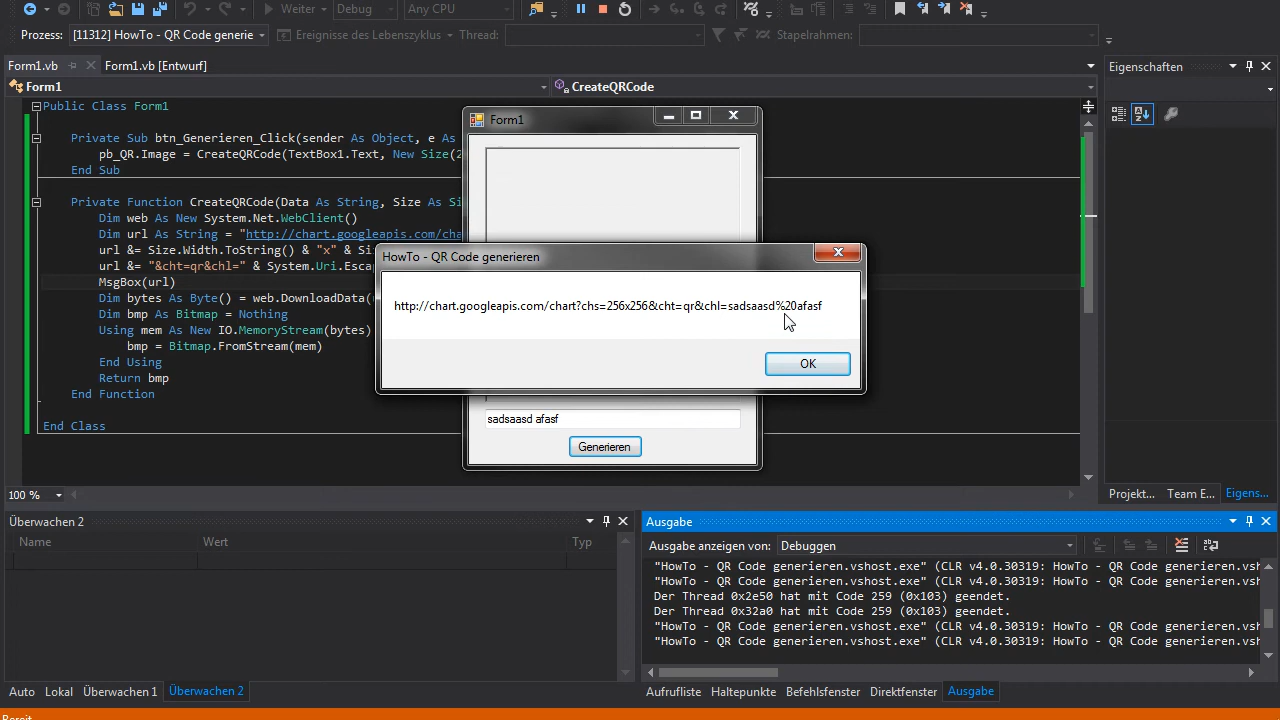 Weiter
Debug
Any CPU
Prozess: [11312] HowTo - QR Code generie
Ereignisse des Lebenszyklus
Thread:
Stapelrahmen:
Form1.vb
Form1.vb [Entwurf]
Eigenschaften
Form1
CreateQRCode
Public Class Form1
Private Sub btn_Generieren_Click(sender As Object, e As
pb_QR.Image = CreateQRCode(TextBox1.Text, New Size(2
End Sub
Private Function CreateQRCode(Data As String, Size As Si
Dim web As New System.Net.WebClient()
Dim url As String = "http://chart.googleapis.com/cha
url &= Size.Width.ToString() & "x" & Siz
url &= "&cht=qr&chl=" & System.Uri.Escap
MsgBox(url)
Dim bytes As Byte() = web.DownloadData(
Dim bmp As Bitmap = Nothing
Using mem As New IO.MemoryStream(bytes)
bmp = Bitmap.FromStream(mem)
End Using
Return bmp
End Function
End Class
Form1
HowTo - QR Code generieren
http://chart.googleapis.com/chart?chs=256x256&cht=qr&chl=sadsaasd%20afasf
OK
sadsaasd afasf
Generieren
100 %
Projekt...
Team E...
Eigens...
Überwachen 2
Name
Wert
Typ
Auto
Lokal
Überwachen 1
Überwachen 2
Ausgabe
Ausgabe anzeigen von: Debuggen
"HowTo - QR Code generieren.vshost.exe" (CLR v4.0.30319: HowTo - QR Code generieren.vsh
"HowTo - QR Code generieren.vshost.exe" (CLR v4.0.30319: HowTo - QR Code generieren.vsh
Der Thread 0x2e50 hat mit Code 259 (0x103) geendet.
Der Thread 0x32a0 hat mit Code 259 (0x103) geendet.
"HowTo - QR Code generieren.vshost.exe" (CLR v4.0.30319: HowTo - QR Code generieren.vsh
"HowTo - QR Code generieren.vshost.exe" (CLR v4.0.30319: HowTo - QR Code generieren.vsh
Aufrufliste
Haltepunkte
Befehlsfenster
Direktfenster
Ausgabe
Bereit